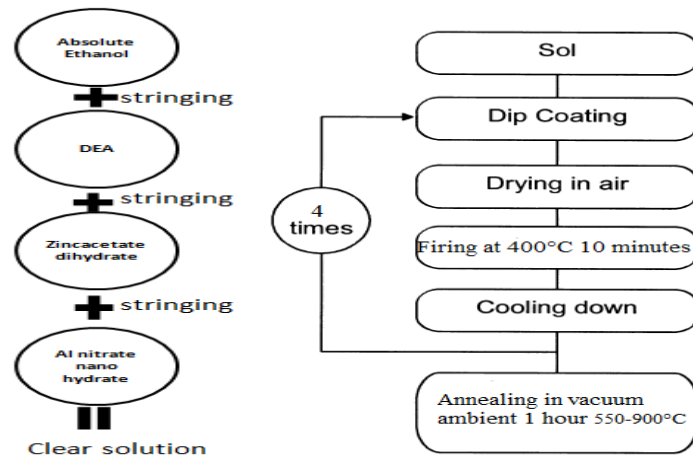 Absolute
Ethanol
stringing
DEA
stringing
Zincacetate
dihydrate
stringing
Al nitrate
nano
hydrate
Clear solution
Sol
Dip Coating
Drying in air
4
times
Firing at 400°C 10 minutes
Cooling down
Annealing in vacuum
ambient 1 hour 550-900°C